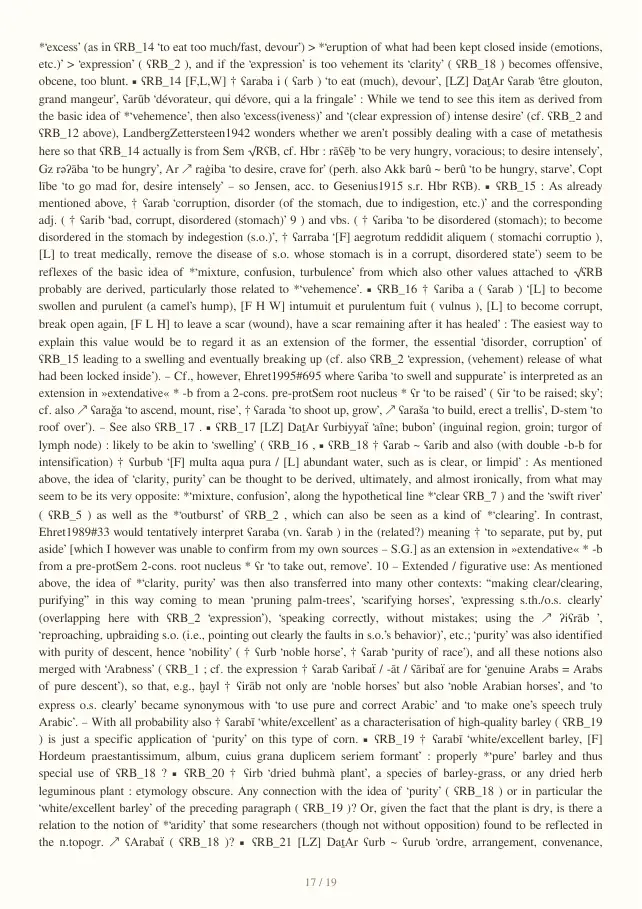 *‘excess’ (as in ʕRB_14 ‘to eat too much/fast, devour’) > *‘eruption of what had been kept closed inside (emotions,
etc.)’ > ‘expression’ ( ʕRB_2 ), and if the ‘expression’ is too vehement its ‘clarity’ ( ʕRB_18 ) becomes offensive,
obscene, too blunt. ▪ ʕRB_14 [F,L,W] † ʕaraba i ( ʕarb ) ‘to eat (much), devour’, [LZ] DaṯAr ʕarab ‘être glouton,
grand mangeur’, ʕarūb ‘dévorateur, qui dévore, qui a la fringale’ : While we tend to see this item as derived from
the basic idea of *‘vehemence’, then also ‘excess(iveness)’ and ‘(clear expression of) intense desire’ (cf. ʕRB_2 and
ʕRB_12 above), LandbergZettersteen1942 wonders whether we aren’t possibly dealing with a case of metathesis
here so that ʕRB_14 actually is from Sem √RʕB, cf. Hbr : rāʕēḇ ‘to be very hungry, voracious; to desire intensely’,
Gz rəʔāba ‘to be hungry’, Ar ↗ raġiba ‘to desire, crave for’ (perh. also Akk barû ~ berû ‘to be hungry, starve’, Copt
lībe ‘to go mad for, desire intensely’ – so Jensen, acc. to Gesenius1915 s.r. Hbr RʕB). ▪ ʕRB_15 : As already
mentioned above, † ʕarab ‘corruption, disorder (of the stomach, due to indigestion, etc.)’ and the corresponding
adj. ( † ʕarib ‘bad, corrupt, disordered (stomach)’ 9 ) and vbs. ( † ʕariba ‘to be disordered (stomach); to become
disordered in the stomach by indegestion (s.o.)’, † ʕarraba ‘[F] aegrotum reddidit aliquem ( stomachi corruptio ),
[L] to treat medically, remove the disease of s.o. whose stomach is in a corrupt, disordered state’) seem to be
reflexes of the basic idea of *‘mixture, confusion, turbulence’ from which also other values attached to √ʕRB
probably are derived, particularly those related to *‘vehemence’. ▪ ʕRB_16 † ʕariba a ( ʕarab ) ‘[L] to become
swollen and purulent (a camel’s hump), [F H W] intumuit et purulentum fuit ( vulnus ), [L] to become corrupt,
break open again, [F L H] to leave a scar (wound), have a scar remaining after it has healed’ : The easiest way to
explain this value would be to regard it as an extension of the former, the essential ‘disorder, corruption’ of
ʕRB_15 leading to a swelling and eventually breaking up (cf. also ʕRB_2 ‘expression, (vehement) release of what
had been locked inside’). – Cf., however, Ehret1995#695 where ʕariba ‘to swell and suppurate’ is interpreted as an
extension in »extendative« * -b from a 2-cons. pre-protSem root nucleus * ʕr ‘to be raised’ ( ʕir ‘to be raised; sky’;
cf. also ↗ ʕaraǧa ‘to ascend, mount, rise’, † ʕarada ‘to shoot up, grow’, ↗ ʕaraša ‘to build, erect a trellis’, D-stem ‘to
roof over’). – See also ʕRB_17 . ▪ ʕRB_17 [LZ] DaṯAr ʕurbiyyaẗ ‘aîne; bubon’ (inguinal region, groin; turgor of
lymph node) : likely to be akin to ‘swelling’ ( ʕRB_16 , ▪ ʕRB_18 † ʕarab ~ ʕarib and also (with double -b-b for
intensification) † ʕurbub ‘[F] multa aqua pura / [L] abundant water, such as is clear, or limpid’ : As mentioned
above, the idea of ‘clarity, purity’ can be thought to be derived, ultimately, and almost ironically, from what may
seem to be its very opposite: *‘mixture, confusion’, along the hypothetical line *‘clear ʕRB_7 ) and the ‘swift river’
( ʕRB_5 ) as well as the *‘outburst’ of ʕRB_2 , which can also be seen as a kind of *‘clearing’. In contrast,
Ehret1989#33 would tentatively interpret ʕaraba (vn. ʕarab ) in the (related?) meaning † ‘to separate, put by, put
aside’ [which I however was unable to confirm from my own sources – S.G.] as an extension in »extendative« * -b
from a pre-protSem 2-cons. root nucleus * ʕr ‘to take out, remove’. 10 – Extended / figurative use: As mentioned
above, the idea of *‘clarity, purity’ was then also transferred into many other contexts: “making clear/clearing,
purifying” in this way coming to mean ‘pruning palm-trees’, ‘scarifying horses’, ‘expressing s.th./o.s. clearly’
(overlapping here with ʕRB_2 ‘expression’), ‘speaking correctly, without mistakes; using the ↗ ʔiʕrāb ’,
‘reproaching, upbraiding s.o. (i.e., pointing out clearly the faults in s.o.’s behavior)’, etc.; ‘purity’ was also identified
with purity of descent, hence ‘nobility’ ( † ʕurb ‘noble horse’, † ʕarab ‘purity of race’), and all these notions also
merged with ‘Arabness’ ( ʕRB_1 ; cf. the expression † ʕarab ʕaribaẗ / -āt / ʕāribaẗ are for ‘genuine Arabs = Arabs
of pure descent’), so that, e.g., ḫayl † ʕirāb not only are ‘noble horses’ but also ‘noble Arabian horses’, and ‘to
express o.s. clearly’ became synonymous with ‘to use pure and correct Arabic’ and ‘to make one’s speech truly
Arabic’. – With all probability also † ʕarabī ‘white/excellent’ as a characterisation of high-quality barley ( ʕRB_19
) is just a specific application of ‘purity’ on this type of corn. ▪ ʕRB_19 † ʕarabī ‘white/excellent barley, [F]
Hordeum praestantissimum, album, cuius grana duplicem seriem formant’ : properly *‘pure’ barley and thus
special use of ʕRB_18 ? ▪ ʕRB_20 † ʕirb ‘dried buhmà plant’, a species of barley-grass, or any dried herb
leguminous plant : etymology obscure. Any connection with the idea of ‘purity’ ( ʕRB_18 ) or in particular the
‘white/excellent barley’ of the preceding paragraph ( ʕRB_19 )? Or, given the fact that the plant is dry, is there a
relation to the notion of *‘aridity’ that some researchers (though not without opposition) found to be reflected in
the n.topogr. ↗ ʕArabaẗ ( ʕRB_18 )? ▪ ʕRB_21 [LZ] DaṯAr ʕurb ~ ʕurub ‘ordre, arrangement, convenance,
17 / 19